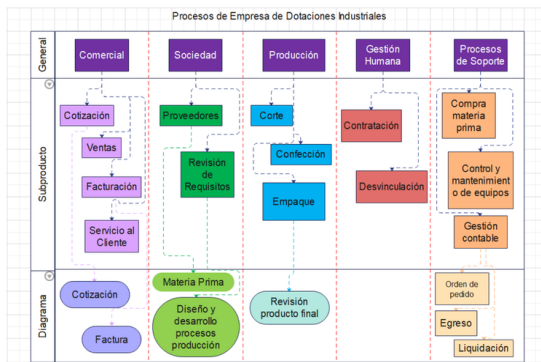 Procesos de Empresa de Dotaciones Industriales
General
Comercial
Sociedad
Producción
Gestión
Humana
Procesos
de Soporte
Subproducto
Cotización
Ventas
Facturación
Servicio al
Cliente
Proveedores
Revisión
de
Requisitos
Corte
Confección
Empaque
Contratación
Desvinculación
Compra
materia
prima
Control y
mantenimient
o de equipos
Gestión
contable
Diagrama
Cotización
Factura
Materia Prima
Diseño y
desarrollo
procesos
producción
Revisión
producto final
Orden de
pedido
Egreso
Liquidación